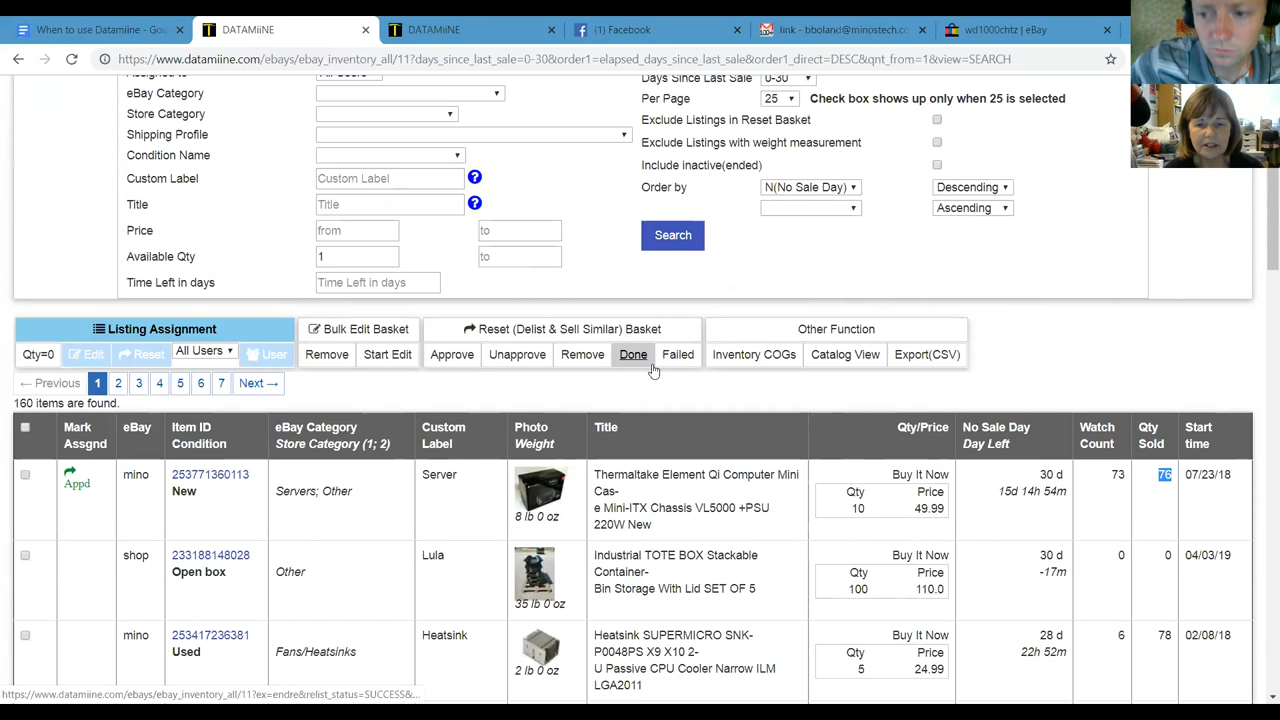 When to use Datamiine - Goo
DATAMiiNE
DATAMiiNE
(1) Facebook
link - bboland@minostech.c
wd1000chtz | eBay
https://www.datamiine.com/ebays/ebay_inventory_all/11?days_since_last_sale=0-30&order1=elapsed_days_since_last_sale&order1_direct=DESC&qnt_from=1&view=SEARCH
Assigned to All Users
Days Since Last Sale 0-30
eBay Category
Per Page 25 Check box shows up only when 25 is selected
Store Category
Exclude Listings in Reset Basket
Shipping Profile
Exclude Listings with weight measurement
Condition Name
Include inactive(ended)
Custom Label Custom Label ?
Order by N(No Sale Day) Descending
Title Title ?
Ascending
Price from to
Search
Available Qty 1 to
Time Left in days Time Left in days
Listing Assignment Bulk Edit Basket Reset (Delist & Sell Similar) Basket Other Function
Qty=0 Edit Reset All Users User Remove Start Edit Approve Unapprove Remove Done Failed Inventory COGs Catalog View Export(CSV)
← Previous 1 2 3 4 5 6 7 Next →
160 items are found.
Mark eBay Item ID eBay Category Custom Photo Title Qty/Price No Sale Day Watch Qty Start
Assgnd Condition Store Category (1; 2) Label Weight Day Left Count Sold time
mino 253771360113 Server Thermaltake Element Qi Computer Mini Buy It Now 30 d 73 76 07/23/18
Appd New Servers; Other Cas- Qty Price 15d 14h 54m
e Mini-ITX Chassis VL5000 +PSU 10 49.99
8 lb 0 oz 220W New
shop 233188148028 Lula Industrial TOTE BOX Stackable Buy It Now 30 d 0 0 04/03/19
Open box Other Container- Qty Price -17m
Bin Storage With Lid SET OF 5 100 110.0
35 lb 0 oz
mino 253417236381 Heatsink Heatsink SUPERMICRO SNK- Buy It Now 28 d 6 78 02/08/18
Used Fans/Heatsinks P0048PS X9 X10 2- Qty Price 22h 52m
2 lb 0 oz U Passive CPU Cooler Narrow ILM 5 24.99
LGA2011
https://www.datamiine.com/ebays/ebay_inventory_all/11?ex=endre&relist_status=SUCCESS&...